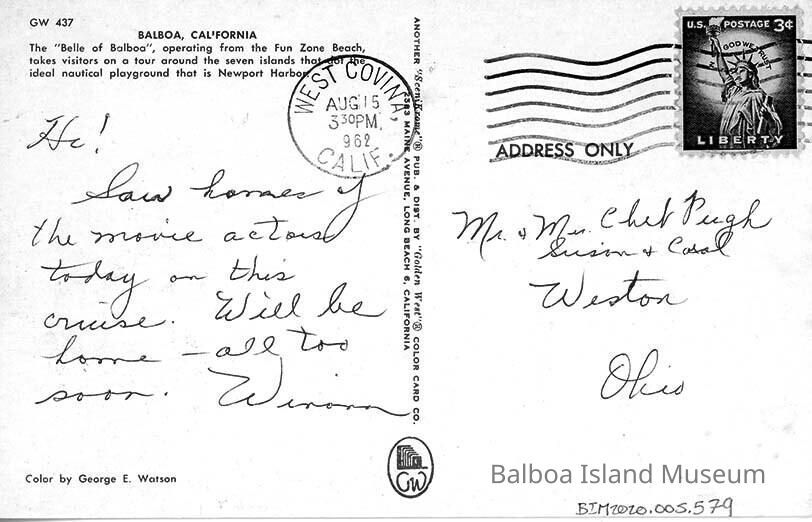 GW 437
BALBOA, CALIFORNIA
The "Belle of Balboa", operating from the Fun Zone Beach,
takes visitors on a tour around the seven islands that dot the
ideal nautical playground that is Newport Harbor.
Hi!
Saw homes of
the movie actors
today on this
cruise. Will be
home – all too
soon. Winona
Color by George E. Watson
ANOTHER "ScenKrome"® PUB. & DIST. BY "Golden West"® COLOR CARD CO.
2583 MAINE AVENUE, LONG BEACH 6, CALIFORNIA
GW
WEST COVINA,
AUG 15
3 30 PM
962
CALIF.
U.S. POSTAGE 3¢
IN GOD WE TRUST
LIBERTY
ADDRESS ONLY
Mr. & Mrs. Chet Pugh
Susan & Carol
Weston
Ohio
Balboa Island Museum
BIM2020.005.579